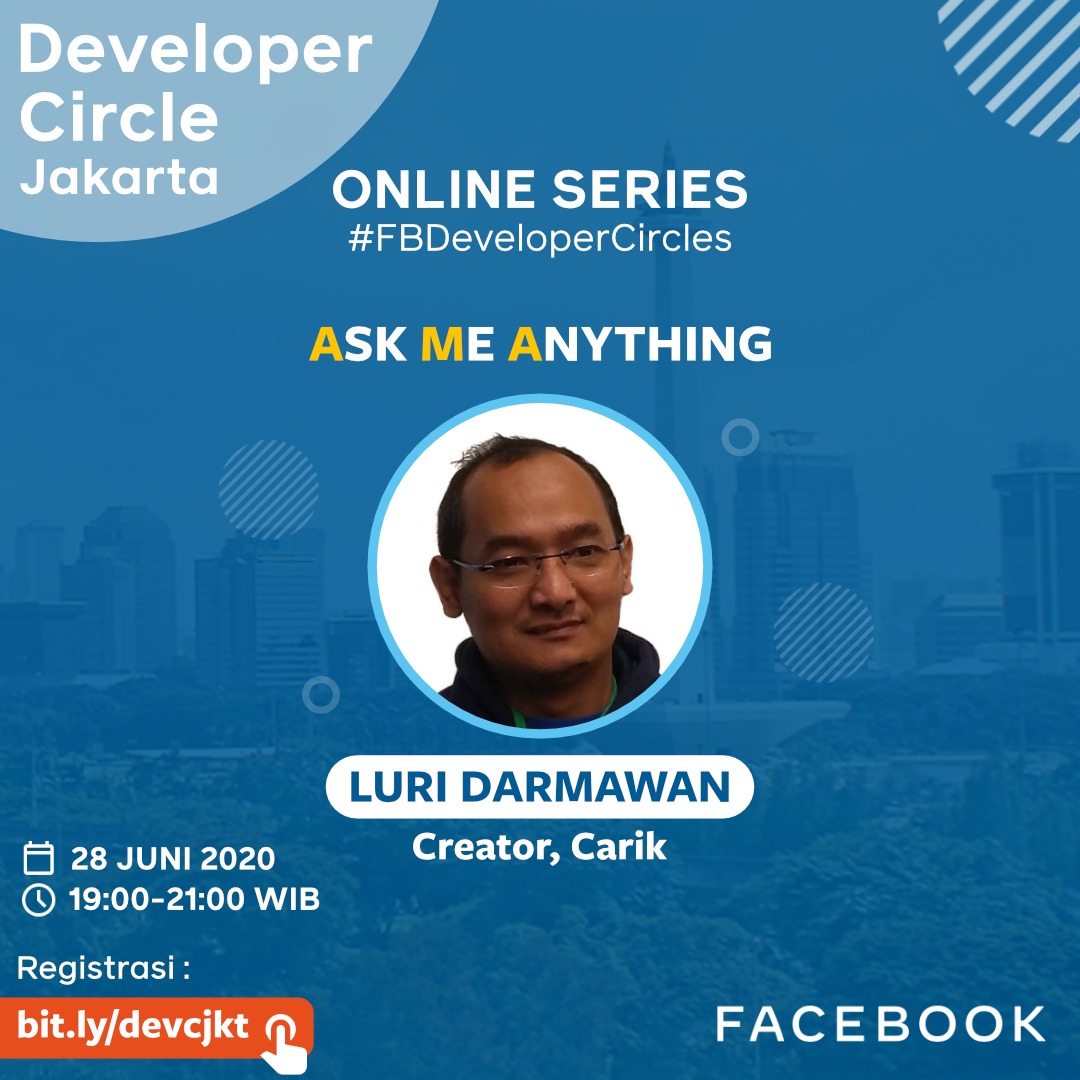 Developer
Circle
Jakarta
ONLINE SERIES
#FBDeveloperCircles
ASK ME ANYTHING
LURI DARMAWAN
Creator, Carik
28 JUNI 2020
19:00-21:00 WIB
Registrasi :
bit.ly/devcjkt
FACEBOOK